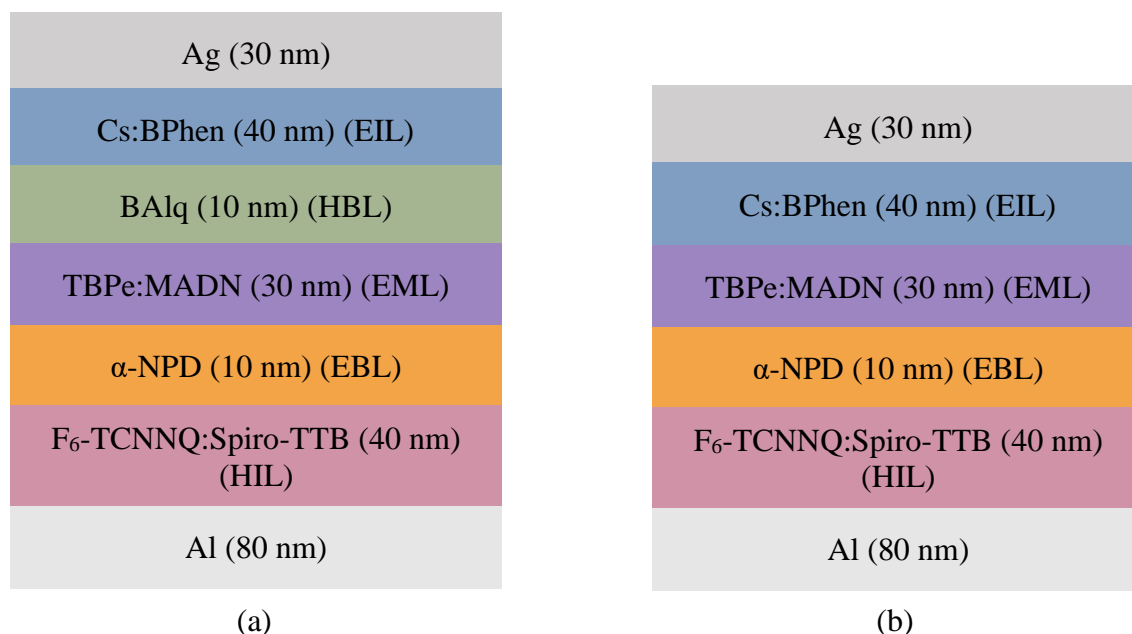 Ag (30 nm)
Cs:BPhen (40 nm) (EIL)
BAlq (10 nm) (HBL)
TBPe:MADN (30 nm) (EML)
α-NPD (10 nm) (EBL)
F₆-TCNNQ:Spiro-TTB (40 nm)
(HIL)
Al (80 nm)
(a)
Ag (30 nm)
Cs:BPhen (40 nm) (EIL)
TBPe:MADN (30 nm) (EML)
α-NPD (10 nm) (EBL)
F₆-TCNNQ:Spiro-TTB (40 nm)
(HIL)
Al (80 nm)
(b)